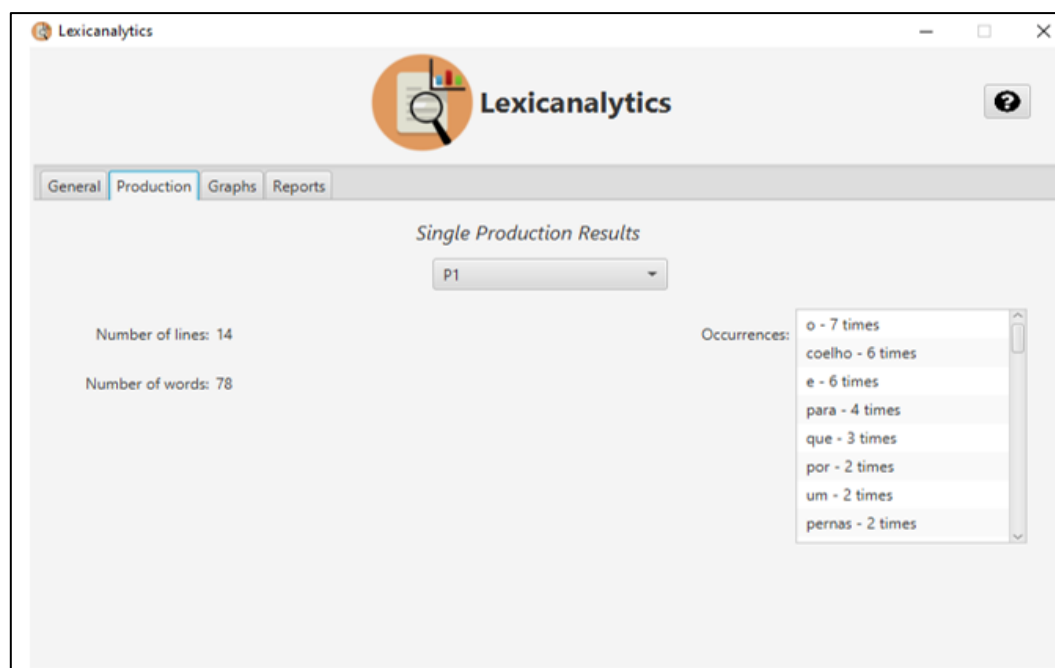 Lexicanalytics
Lexicanalytics
?
General Production Graphs Reports
Single Production Results
P1
Number of lines: 14
Number of words: 78
Occurrences:
o - 7 times
coelho - 6 times
e - 6 times
para - 4 times
que - 3 times
por - 2 times
um - 2 times
pernas - 2 times